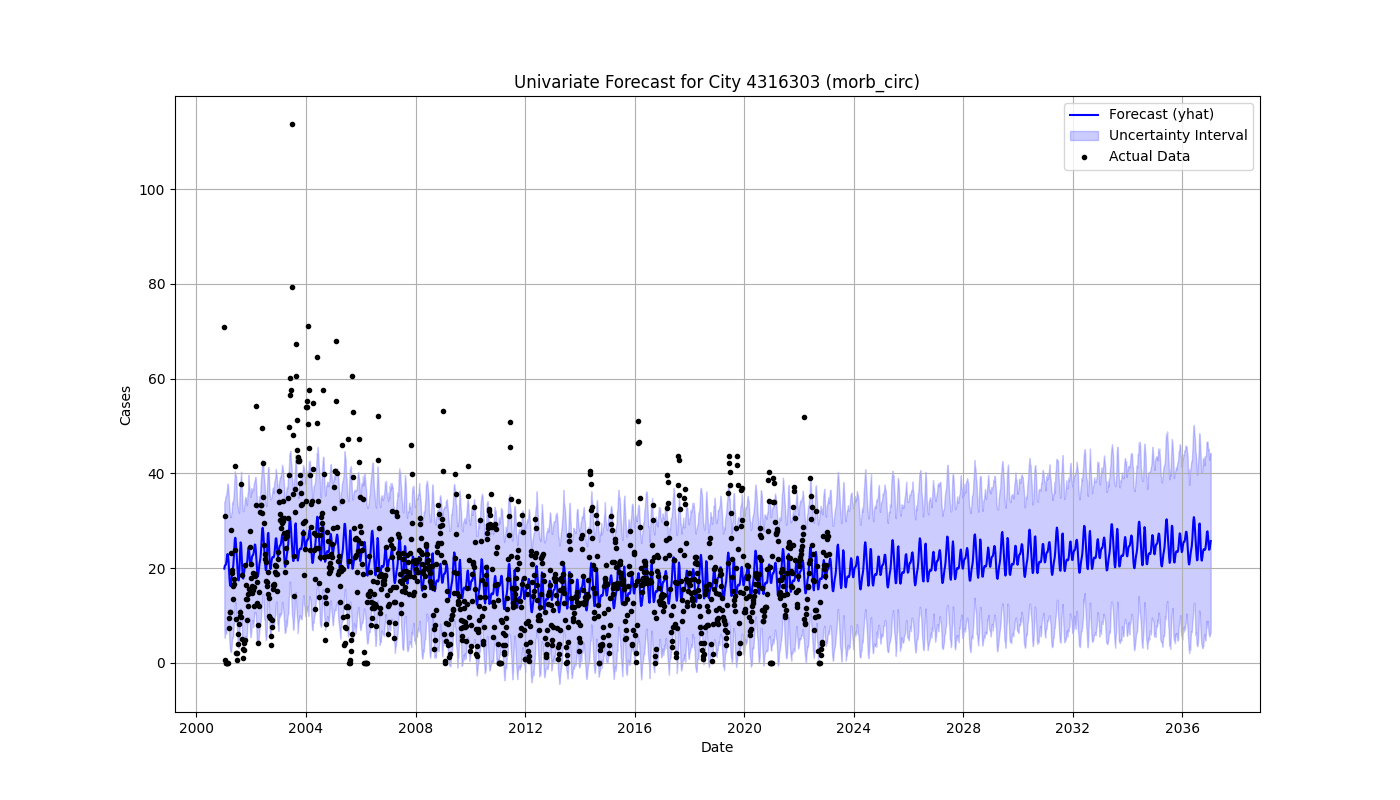 Univariate Forecast for City 4316303 (morb_circ)
Forecast (yhat)
Uncertainty Interval
Actual Data
100
80
60
40
20
0
Cases
2000 2004 2008 2012 2016 2020 2024 2028 2032 2036
Date